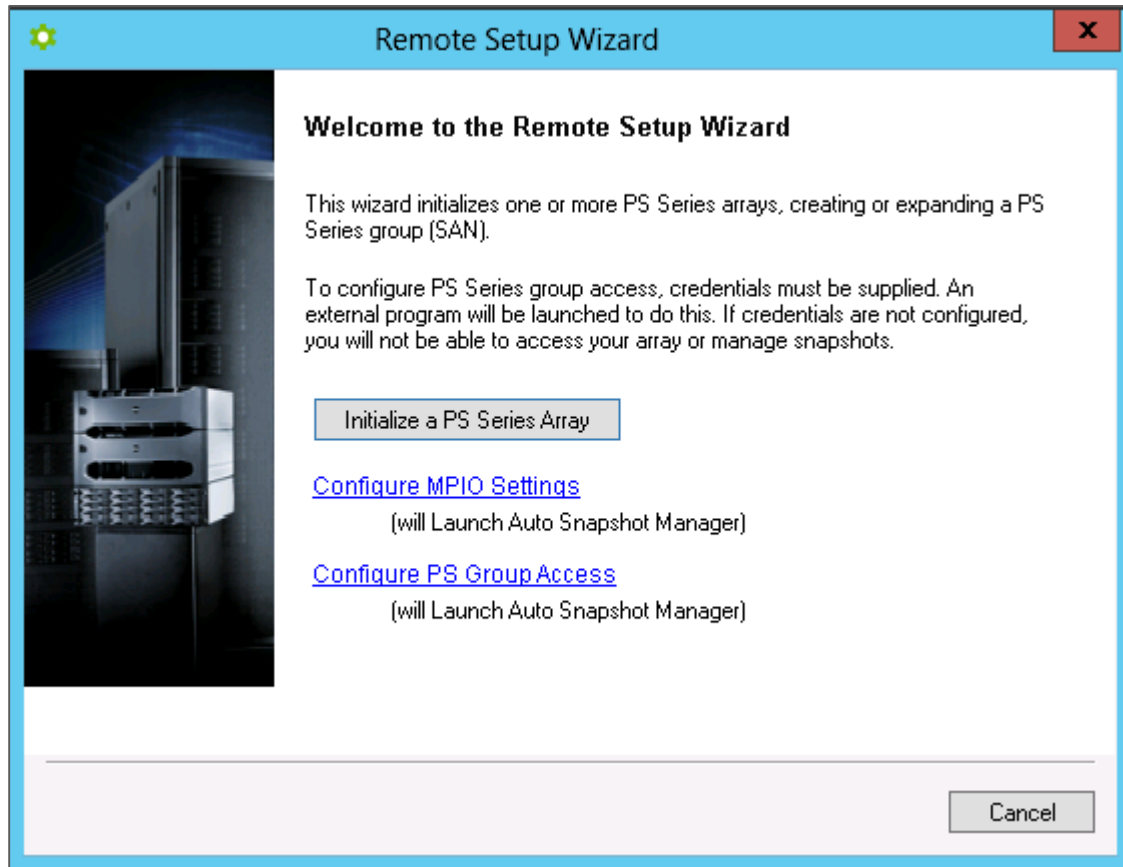 Remote Setup Wizard
x
Welcome to the Remote Setup Wizard
This wizard initializes one or more PS Series arrays, creating or expanding a PS
Series group (SAN).
To configure PS Series group access, credentials must be supplied. An
external program will be launched to do this. If credentials are not configured,
you will not be able to access your array or manage snapshots.
Initialize a PS Series Array
Configure MPIO Settings
(will Launch Auto Snapshot Manager)
Configure PS Group Access
(will Launch Auto Snapshot Manager)
Cancel